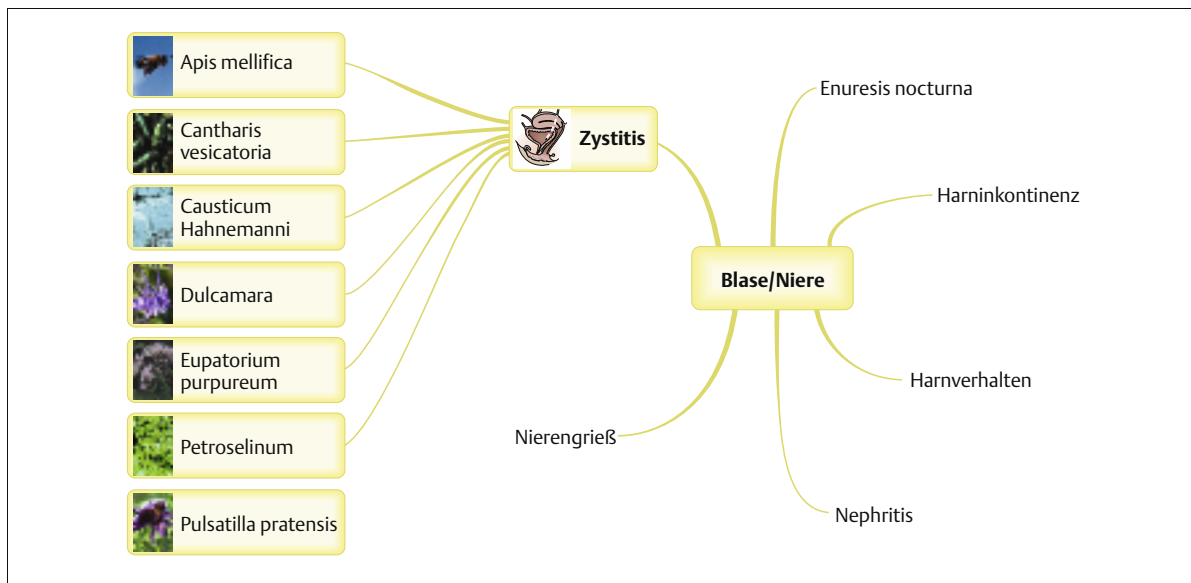 Apis mellifica
Cantharis
vesicatoria
Causticum
Hahnemanni
Dulcamara
Eupatorium
purpureum
Petroselinum
Pulsatilla pratensis
Zystitis
Blase/Niere
Enuresis nocturna
Harninkontinenz
Harnverhalten
Nephritis
Nierengrieß